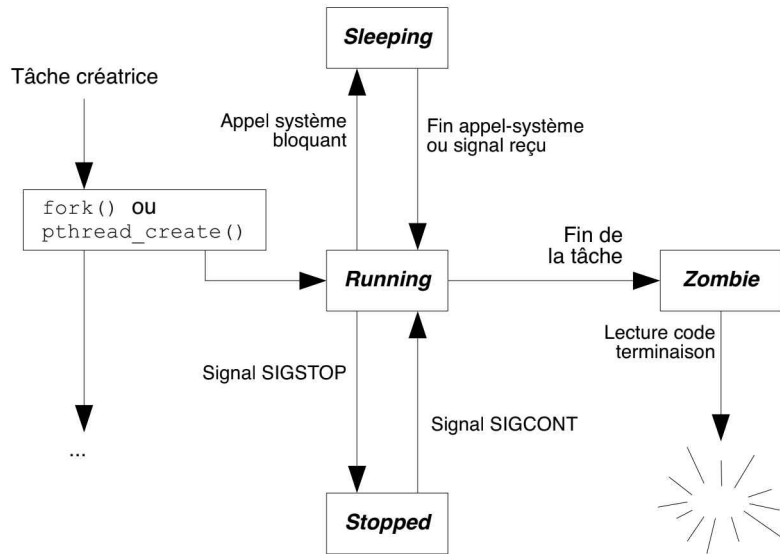 Sleeping
Tâche créatrice
Appel système
bloquant
Fin appel-système
ou signal reçu
fork() ou
pthread_create()
Fin de
la tâche
Running
Zombie
Lecture code
terminaison
Signal SIGSTOP
Signal SIGCONT
...
Stopped